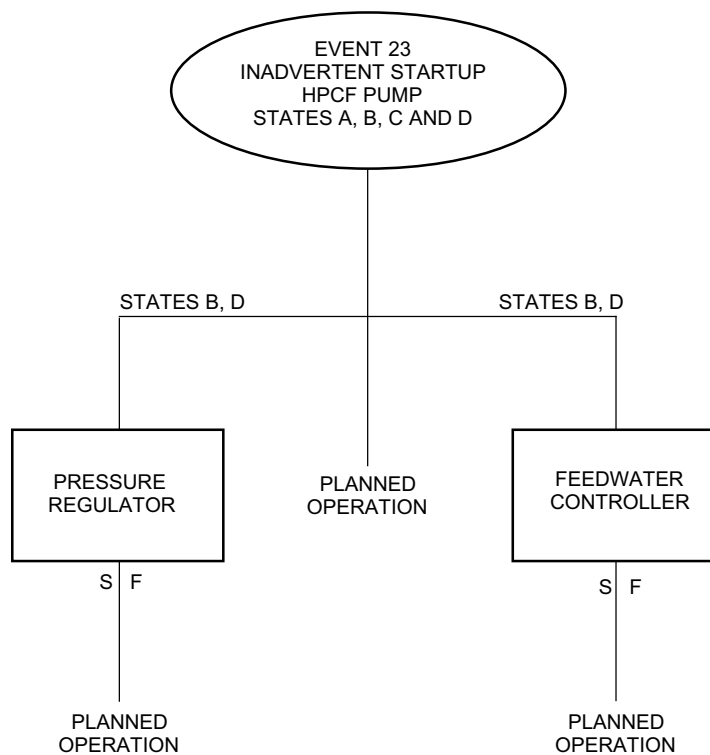 EVENT 23
INADVERTENT STARTUP
HPCF PUMP
STATES A, B, C AND D
STATES B, D
STATES B, D
PRESSURE
REGULATOR
PLANNED
OPERATION
FEEDWATER
CONTROLLER
S F
S F
PLANNED
OPERATION
PLANNED
OPERATION